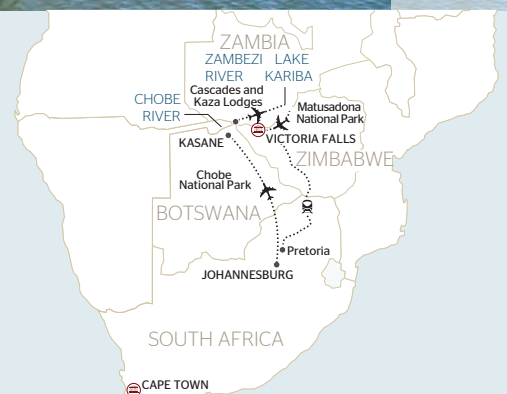 ZAMBIA
ZAMBEZI
RIVER
LAKE
KARIBA
Cascades and
Kaza Lodges
CHOBE
RIVER
Matusadona
National Park
KASANE
VICTORIA FALLS
ZIMBABWE
Chobe
National Park
BOTSWANA
Pretoria
JOHANNESBURG
SOUTH AFRICA
CAPE TOWN